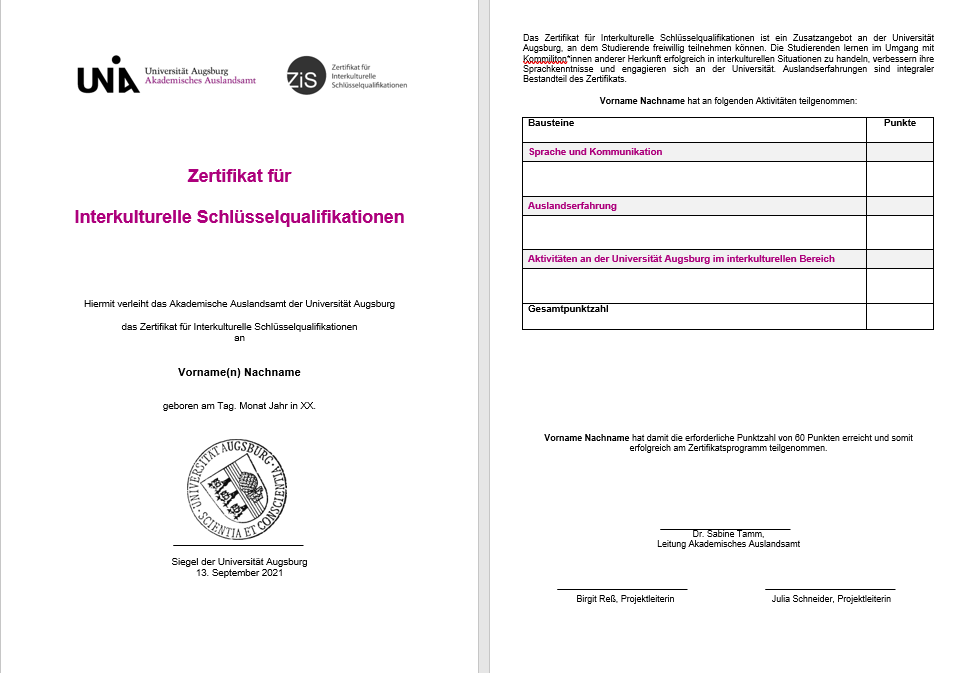 UNIA
Universität Augsburg
Akademisches Auslandsamt
ZiS
Zertifikat für
Interkulturelle
Schlüsselqualifikationen
Zertifikat für
Interkulturelle Schlüsselqualifikationen
Hiermit verleiht das Akademische Auslandsamt der Universität Augsburg
das Zertifikat für Interkulturelle Schlüsselqualifikationen
an
Vorname(n) Nachname
geboren am Tag. Monat Jahr in XX.
UNIVERSITAT AUGSBURG · SCIENTIA ET CONSCIENTIA
Siegel der Universität Augsburg
13. September 2021
Das Zertifikat für Interkulturelle Schlüsselqualifikationen ist ein Zusatzangebot an der Universität
Augsburg, an dem Studierende freiwillig teilnehmen können. Die Studierenden lernen im Umgang mit
Kommiliton*innen anderer Herkunft erfolgreich in interkulturellen Situationen zu handeln, verbessern ihre
Sprachkenntnisse und engagieren sich an der Universität. Auslandserfahrungen sind integraler
Bestandteil des Zertifikats.
Vorname Nachname hat an folgenden Aktivitäten teilgenommen:
Bausteine Punkte
Sprache und Kommunikation
Auslandserfahrung
Aktivitäten an der Universität Augsburg im interkulturellen Bereich
Gesamtpunktzahl
Vorname Nachname hat damit die erforderliche Punktzahl von 60 Punkten erreicht und somit
erfolgreich am Zertifikatsprogramm teilgenommen.
Dr. Sabine Tamm,
Leitung Akademisches Auslandsamt
Birgit Reß, Projektleiterin
Julia Schneider, Projektleiterin